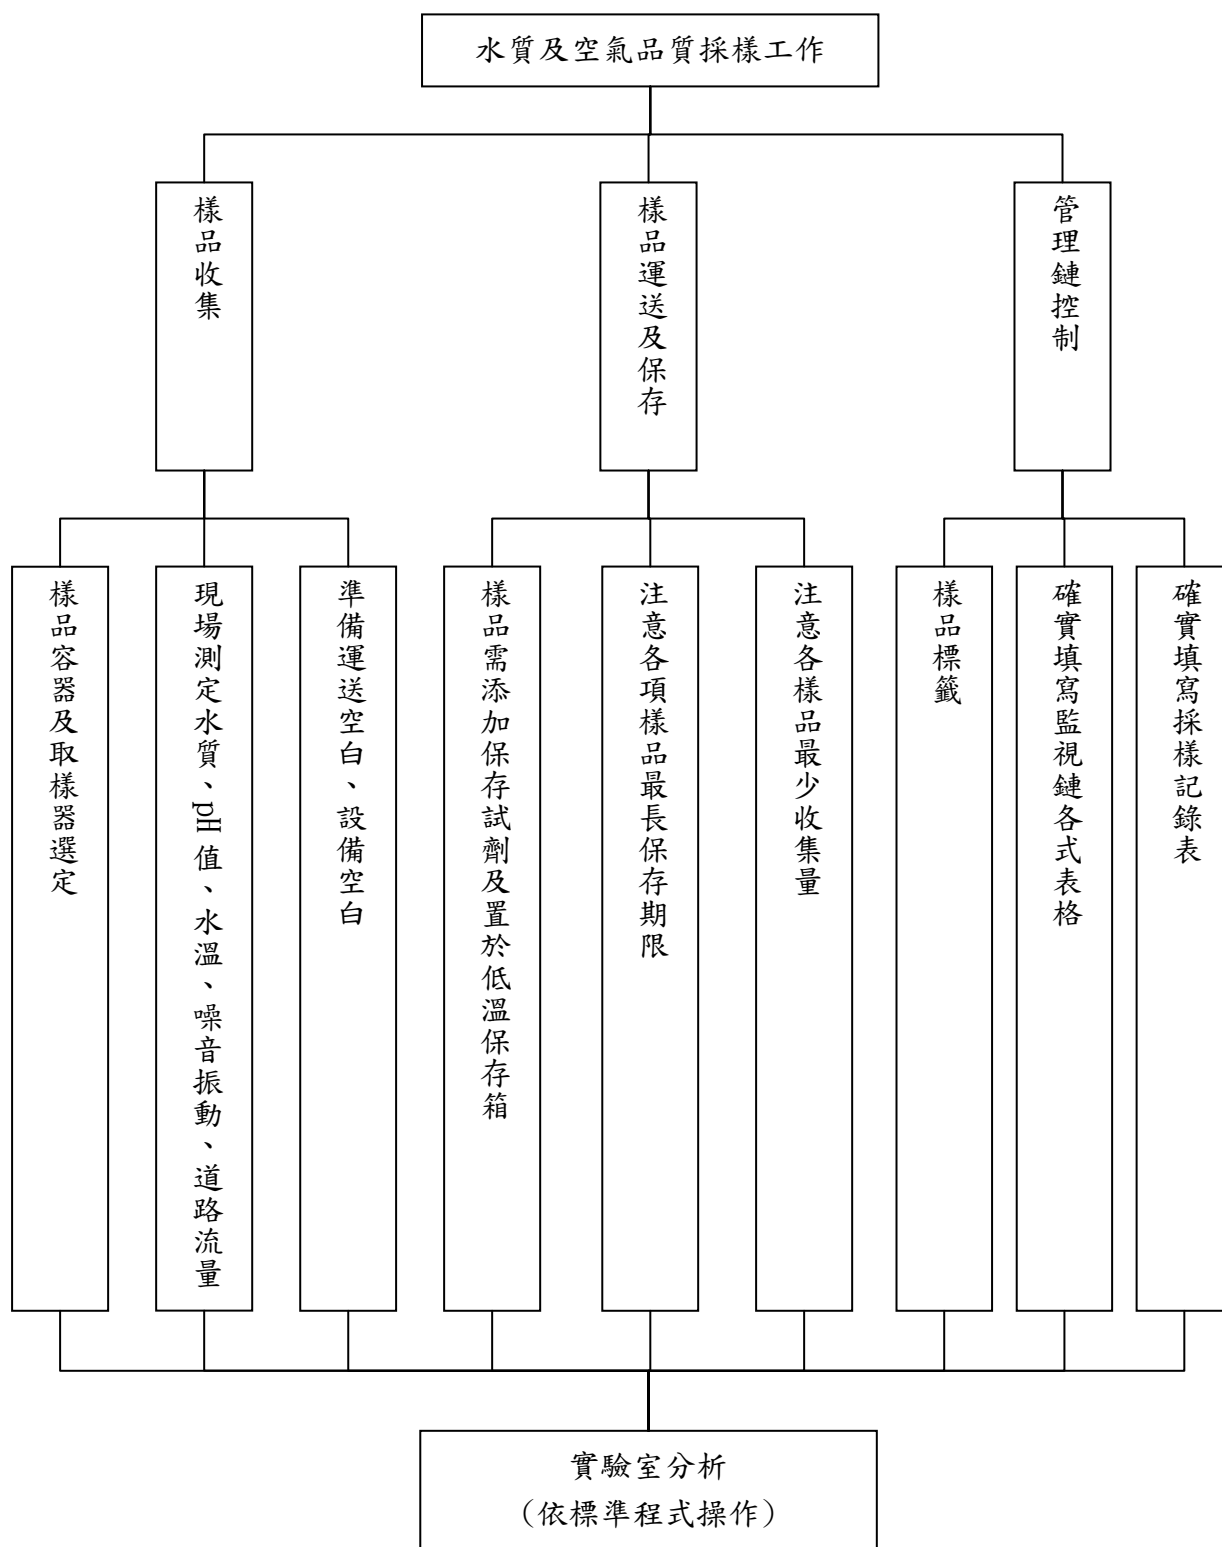 水質及空氣品質採樣工作
樣品收集
樣品運送及保存
管理鏈控制
樣品容器及取樣器選定
現場測定水質、pH值、水溫、噪音振動、道路流量
準備運送空白、設備空白
樣品需添加保存試劑及置於低溫保存箱
注意各項樣品最長保存期限
注意各樣品最少收集量
樣品標籤
確實填寫監視鏈各式表格
確實填寫採樣記錄表
實驗室分析
（依標準程式操作）